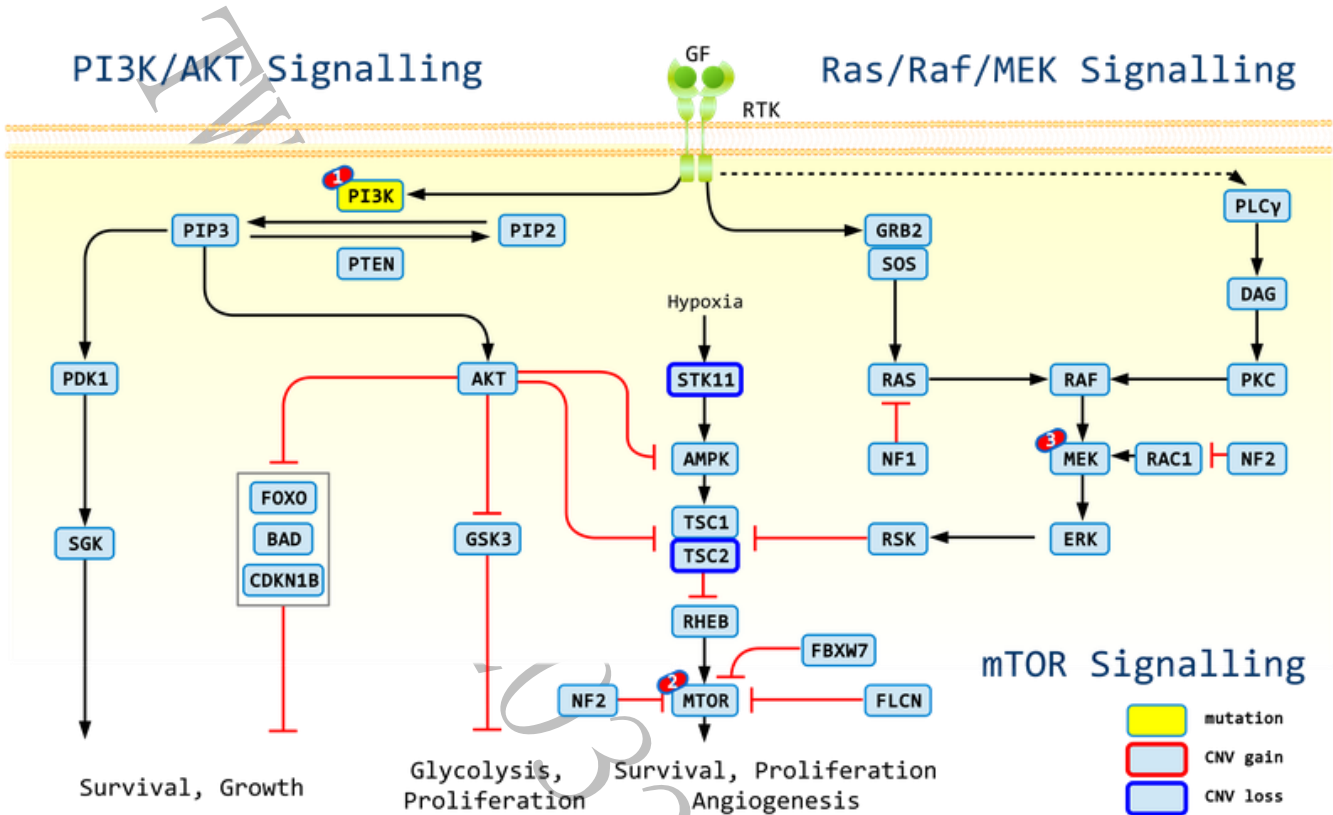 PI3K/AKT Signalling
GF
Ras/Raf/MEK Signalling
RTK
1
PI3K
PLCγ
PIP3
PIP2
GRB2
PTEN
SOS
DAG
Hypoxia
PDK1
AKT
STK11
RAS
RAF
PKC
3
AMPK
NF1
MEK
RAC1
NF2
FOXO
TSC1
SGK
BAD
GSK3
TSC2
RSK
ERK
CDKN1B
RHEB
FBXW7
mTOR Signalling
2
NF2
MTOR
FLCN
mutation
CNV gain
CNV loss
Survival, Growth
Glycolysis,
Proliferation
Survival, Proliferation
Angiogenesis
TW